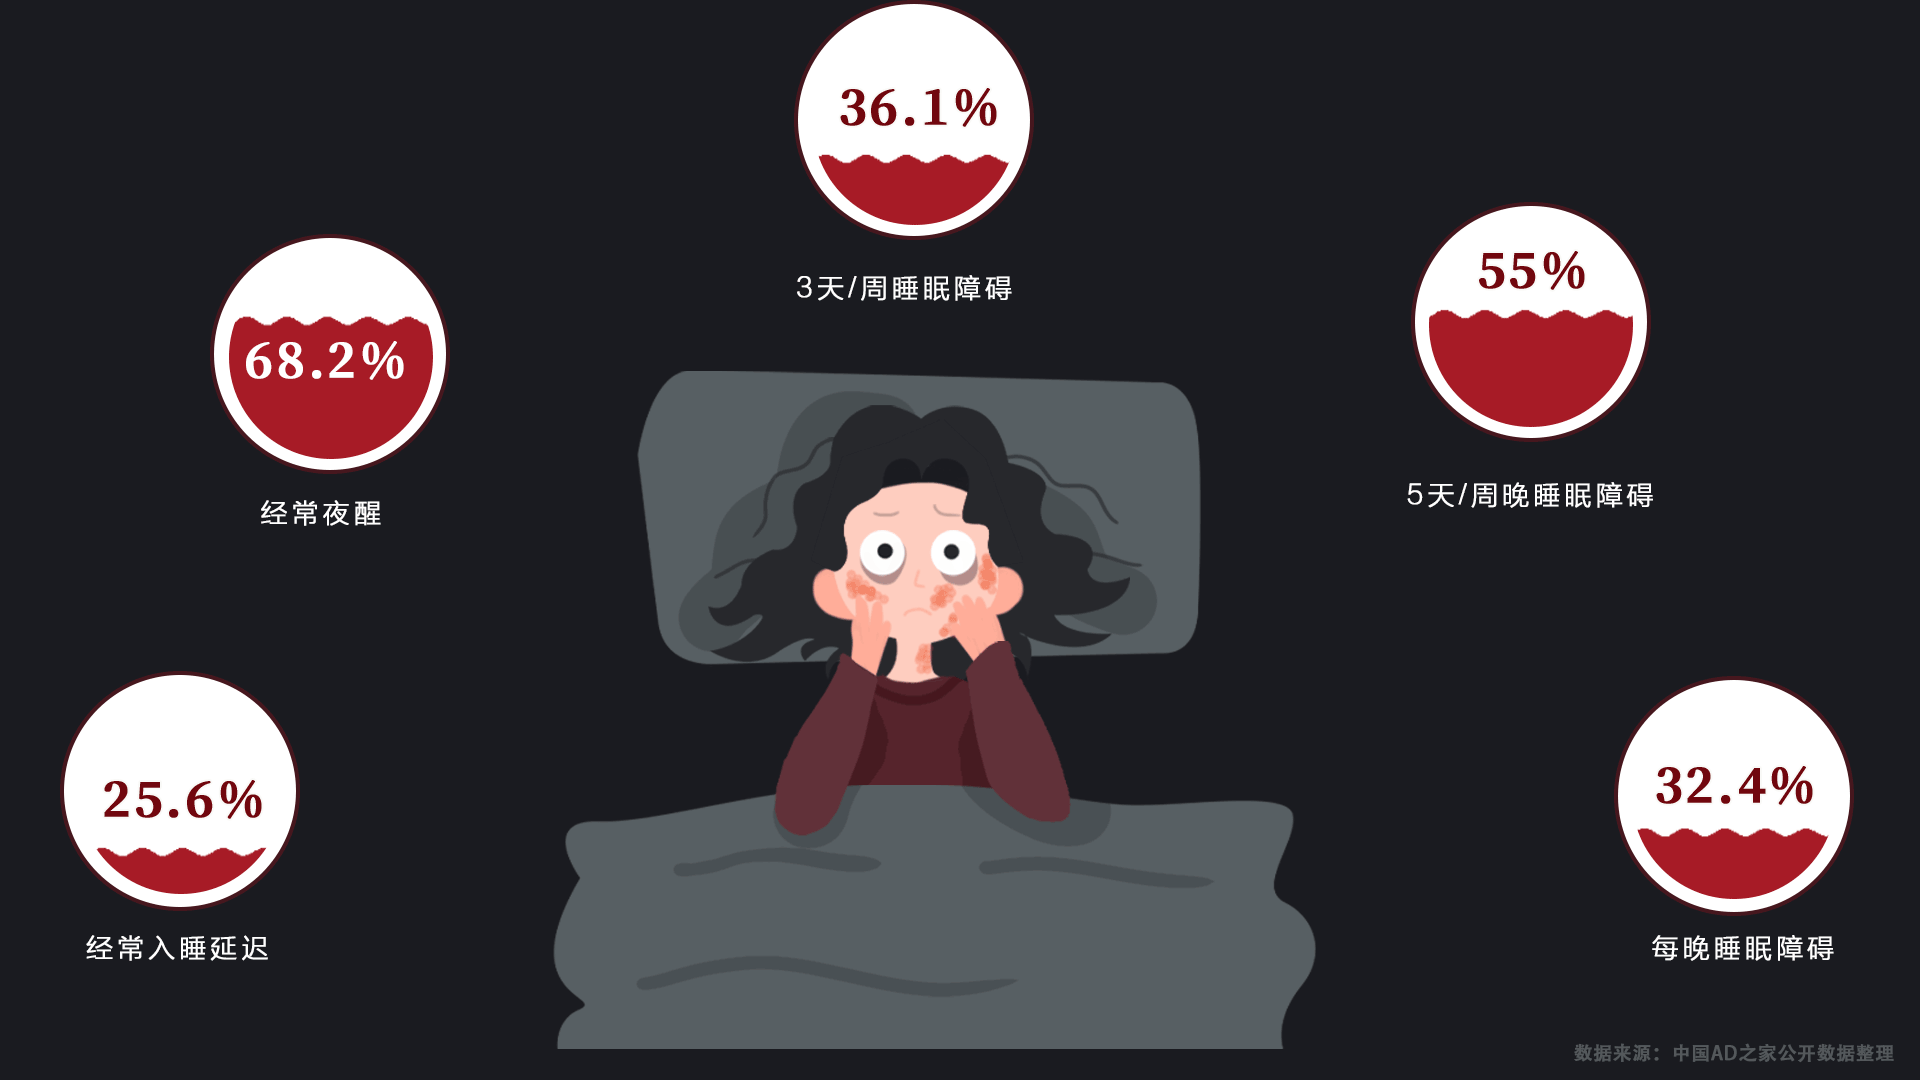 36.1%
3天/周睡眠障碍
55%
5天/周晚睡眠障碍
68.2%
经常夜醒
25.6%
经常入睡延迟
32.4%
每晚睡眠障碍
数据来源：中国AD之家公开数据整理